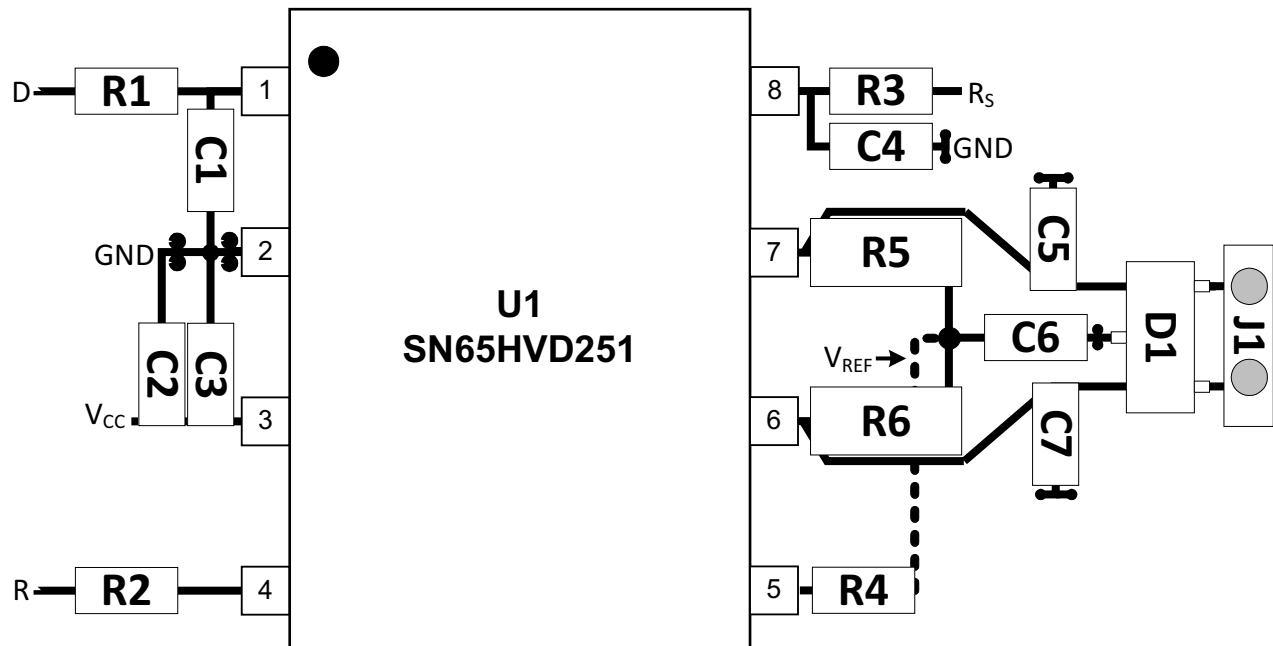 D
R1
1
C1
GND
2
C2
C3
VCC
3
R
R2
4
U1
SN65HVD251
8
R3
RS
C4
GND
7
R5
C5
C6
D1
J1
VREF
6
R6
C7
5
R4